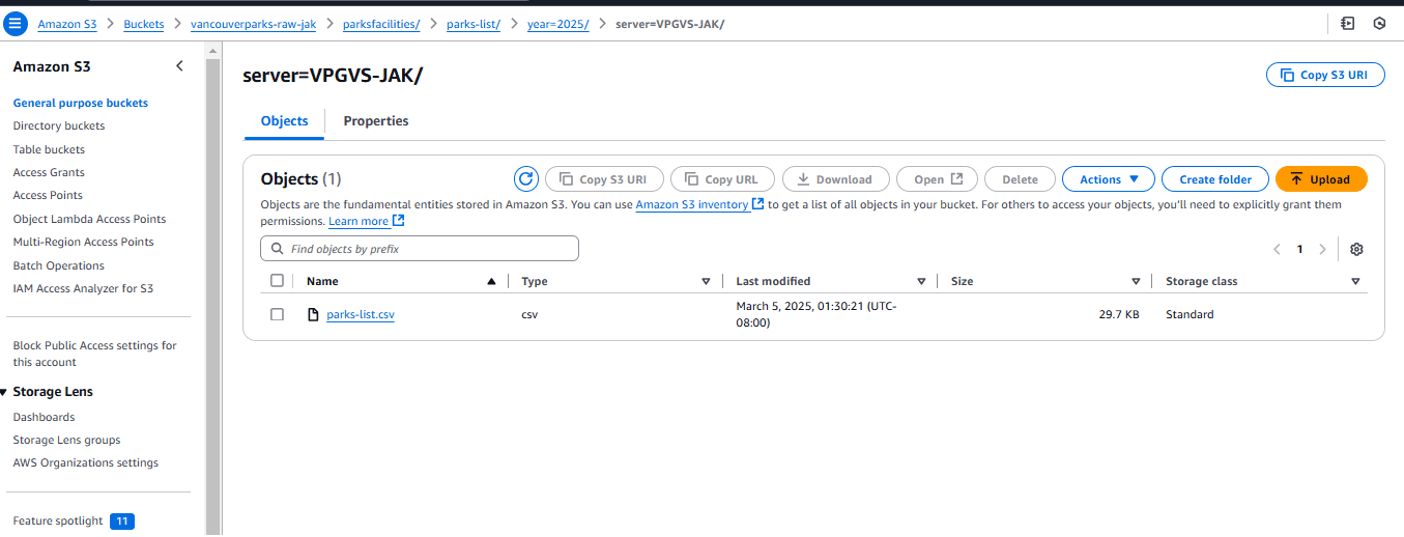 Amazon S3 > Buckets > vancouverparks-raw-jak > parksfacilities/ > parks-list/ > year=2025/ > server=VPGVS-JAK/
Amazon S3
General purpose buckets
Directory buckets
Table buckets
Access Grants
Access Points
Object Lambda Access Points
Multi-Region Access Points
Batch Operations
IAM Access Analyzer for S3
Block Public Access settings for
this account
Storage Lens
Dashboards
Storage Lens groups
AWS Organizations settings
Feature spotlight 11
server=VPGVS-JAK/
Copy S3 URI
Objects
Properties
Objects (1)
Copy S3 URI
Copy URL
Download
Open
Delete
Actions
Create folder
Upload
Objects are the fundamental entities stored in Amazon S3. You can use Amazon S3 inventory to get a list of all objects in your bucket. For others to access your objects, you'll need to explicitly grant them
permissions. Learn more
Find objects by prefix
1
Name Type Last modified Size Storage class
parks-list.csv csv March 5, 2025, 01:30:21 (UTC-
08:00) 29.7 KB Standard